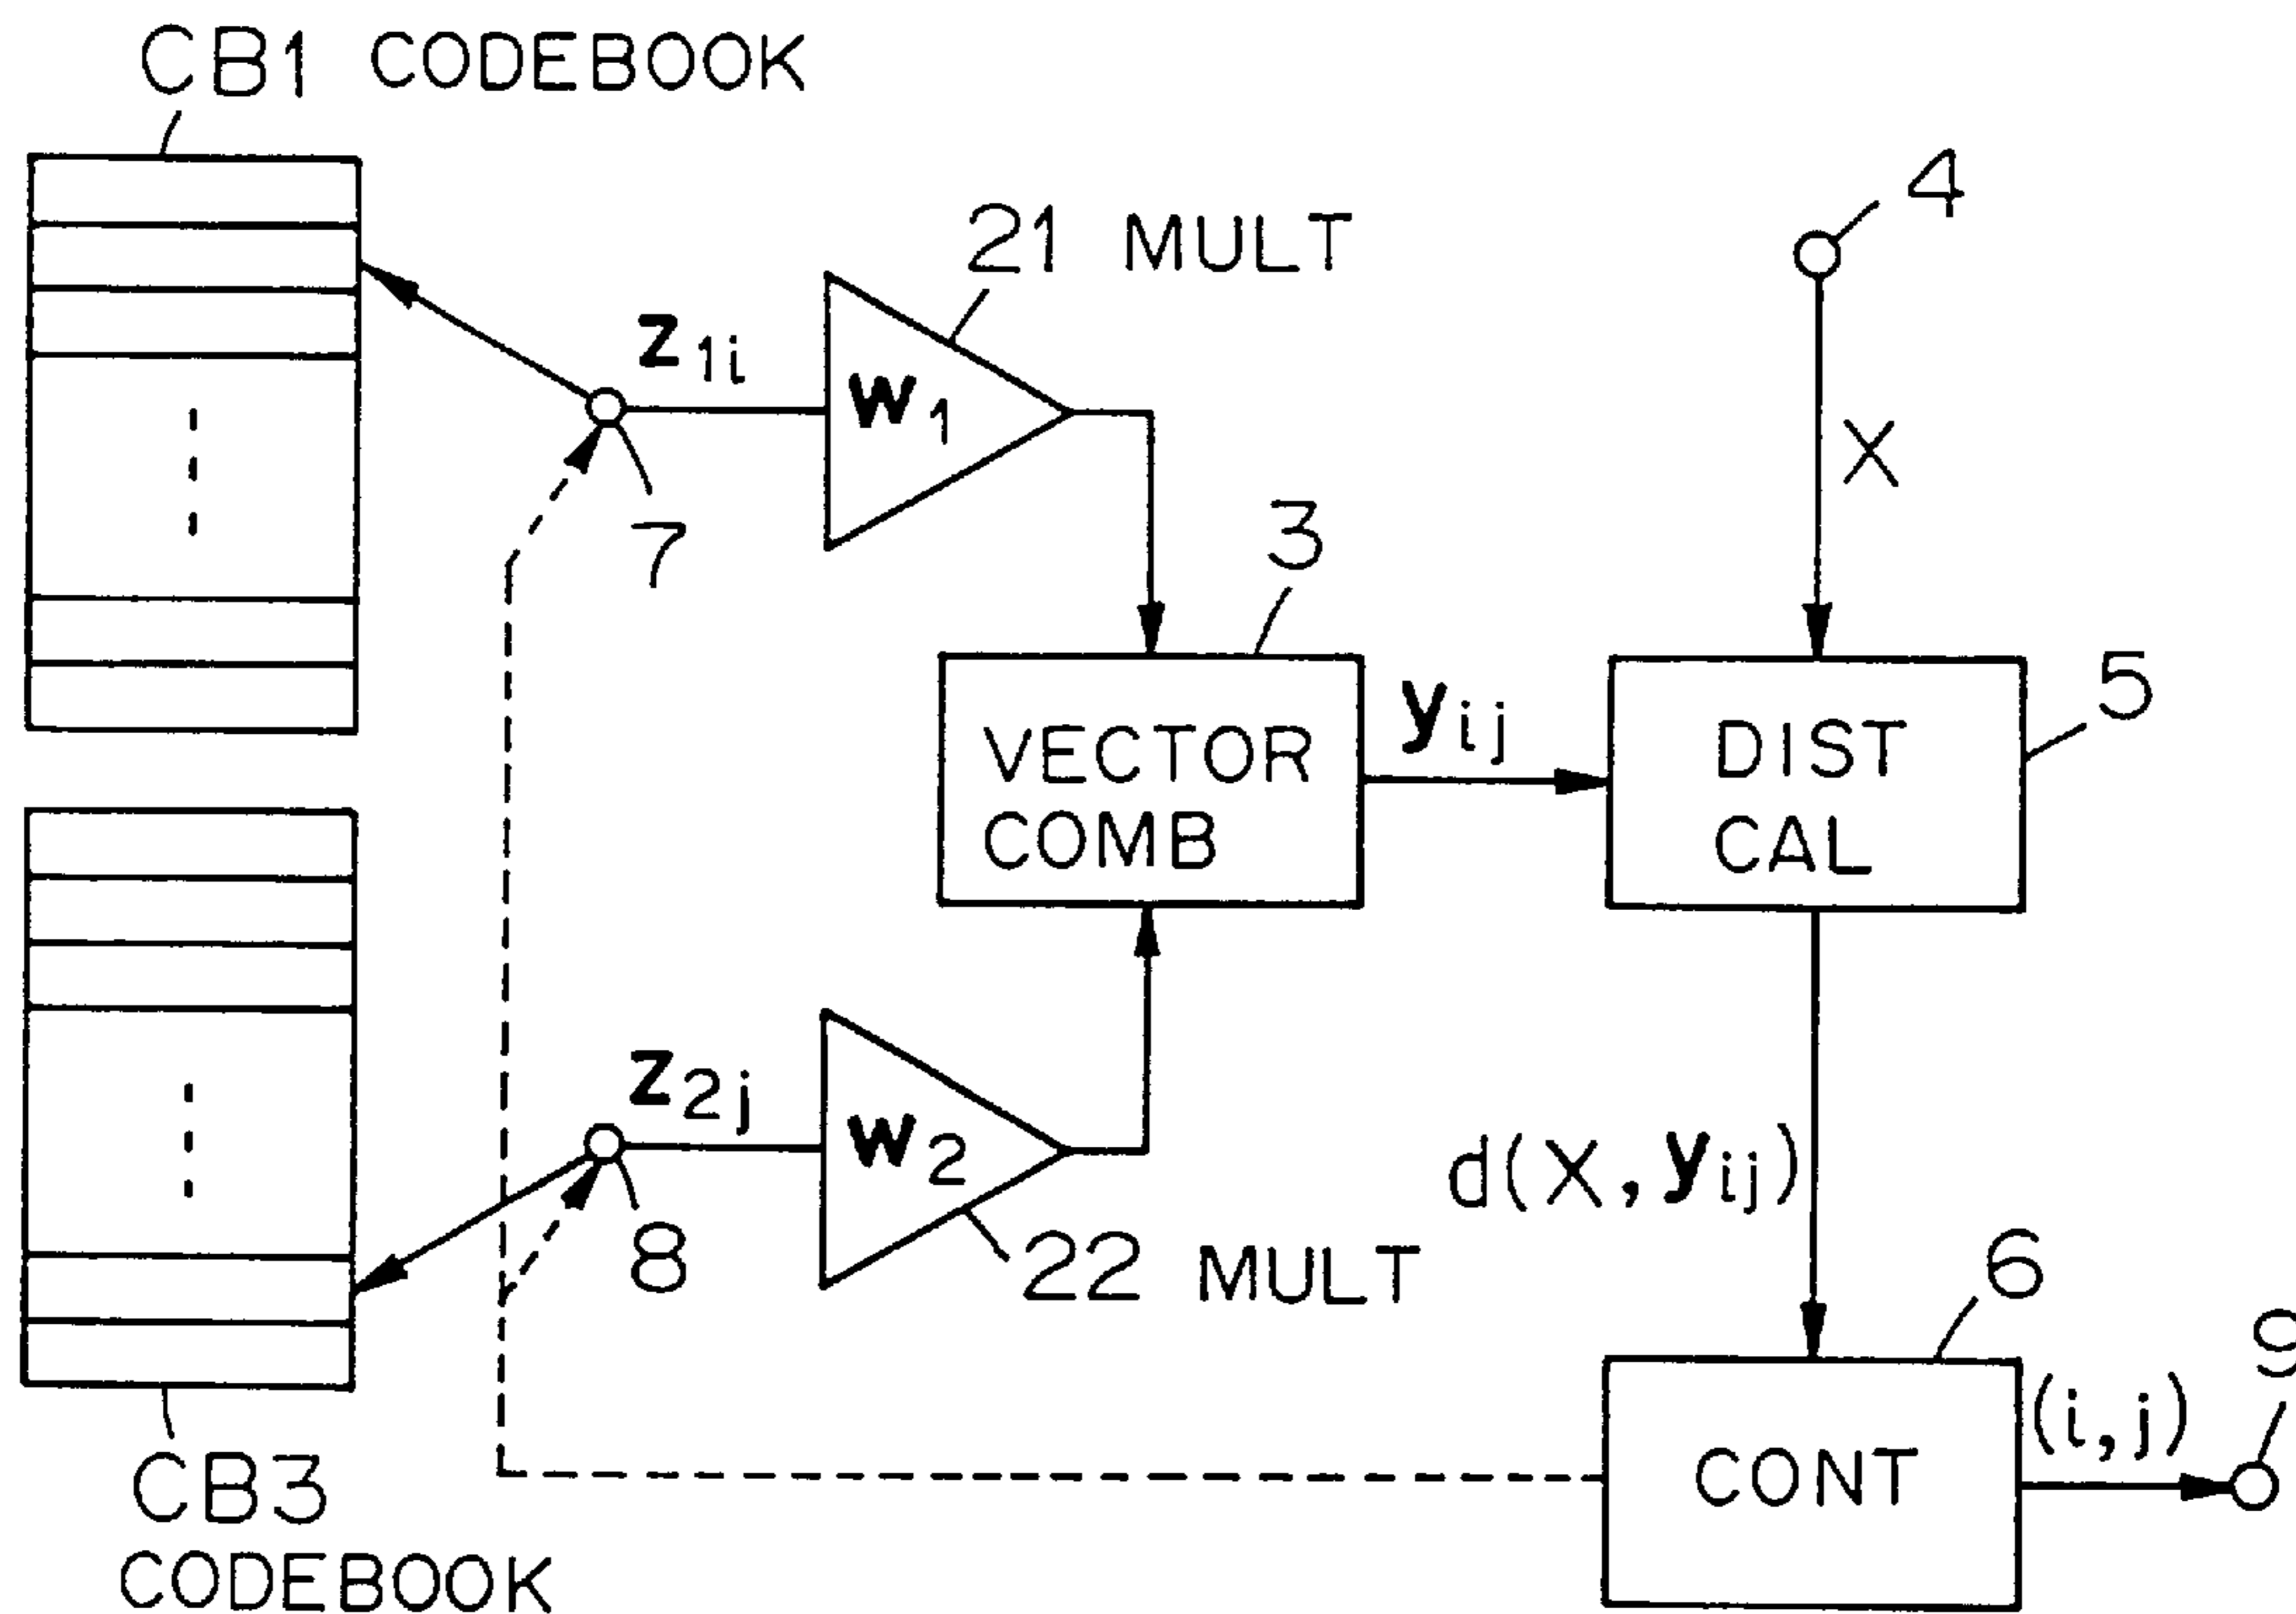 CB1 CODEBOOK
4
21 MULT
z1i
w1
X
7
3
5
yij
VECTOR
COMB
DIST
CAL
z2j
w2
d(X, yij)
8
22 MULT
6
9
(i, j)
CONT
CB3
CODEBOOK